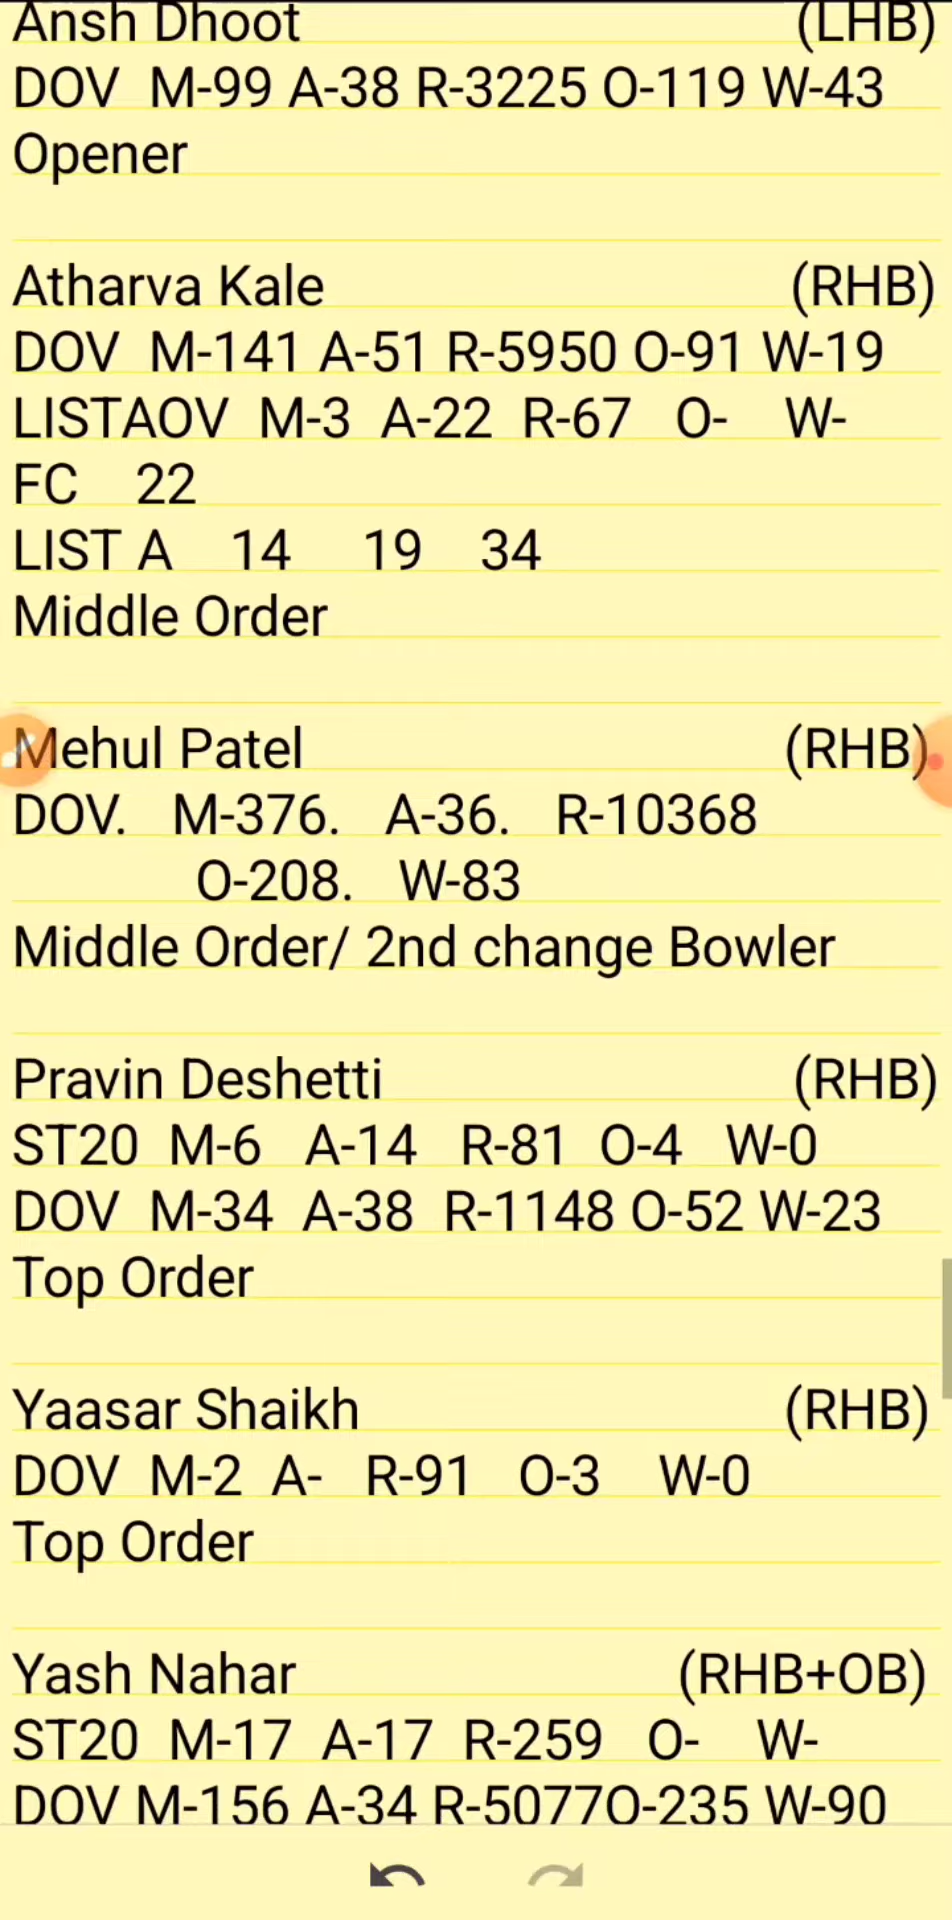 Ansh Dhoot (LHB)
DOV M-99 A-38 R-3225 O-119 W-43
Opener
Atharva Kale (RHB)
DOV M-141 A-51 R-5950 O-91 W-19
LISTAOV M-3 A-22 R-67 O- W-
FC 22
LIST A 14 19 34
Middle Order
Mehul Patel (RHB)
DOV. M-376. A-36. R-10368
O-208. W-83
Middle Order/ 2nd change Bowler
Pravin Deshetti (RHB)
ST20 M-6 A-14 R-81 O-4 W-0
DOV M-34 A-38 R-1148 O-52 W-23
Top Order
Yaasar Shaikh (RHB)
DOV M-2 A- R-91 O-3 W-0
Top Order
Yash Nahar (RHB+OB)
ST20 M-17 A-17 R-259 O- W-
DOV M-156 A-34 R-5077O-235 W-90